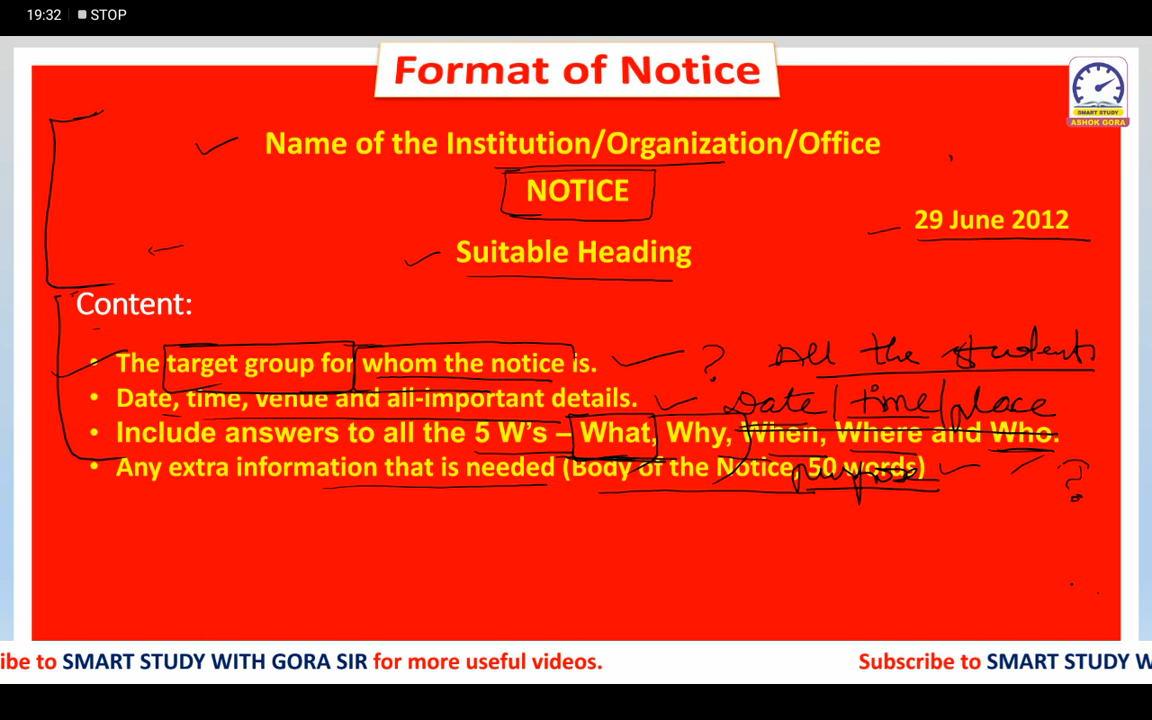 19:32 STOP
Format of Notice
SMART STUDY
ASHOK GORA
Name of the Institution/Organization/Office
NOTICE
29 June 2012
Suitable Heading
Content:
• The target group for whom the notice is. ? All the students
• Date, time, venue and all-important details. Date/time/place
• Include answers to all the 5 W's – What, Why, When, Where and Who.
• Any extra information that is needed (Body of the Notice, 50 words) purpose ?
ibe to SMART STUDY WITH GORA SIR for more useful videos. Subscribe to SMART STUDY W